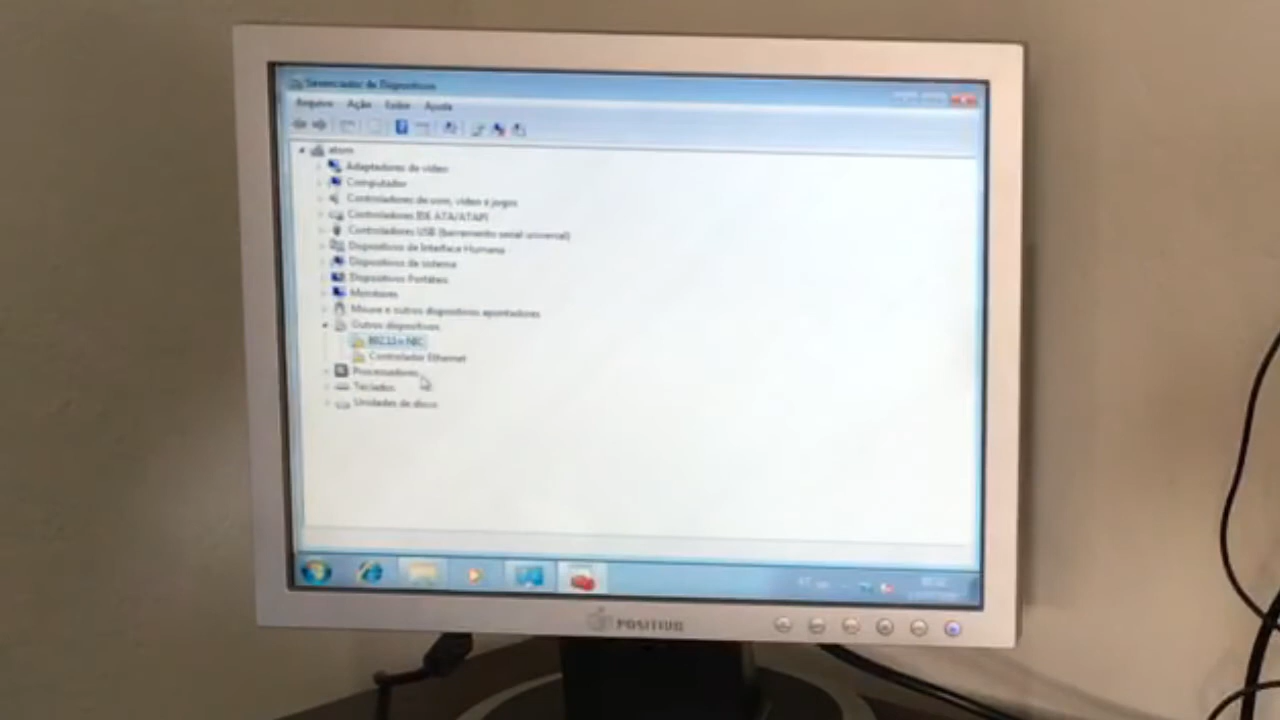 Gerenciador de Dispositivos
Arquivo Ação Exibir Ajuda
atom
Adaptadores de vídeo
Computador
Controladores de som, vídeo e jogos
Controladores IDE ATA/ATAPI
Controladores USB (barramento serial universal)
Dispositivos de Interface Humana
Dispositivos de sistema
Dispositivos Portáteis
Monitores
Mouse e outros dispositivos apontadores
Outros dispositivos
802.11 n NIC
Controlador Ethernet
Processadores
Teclados
Unidades de disco
POSITIVO